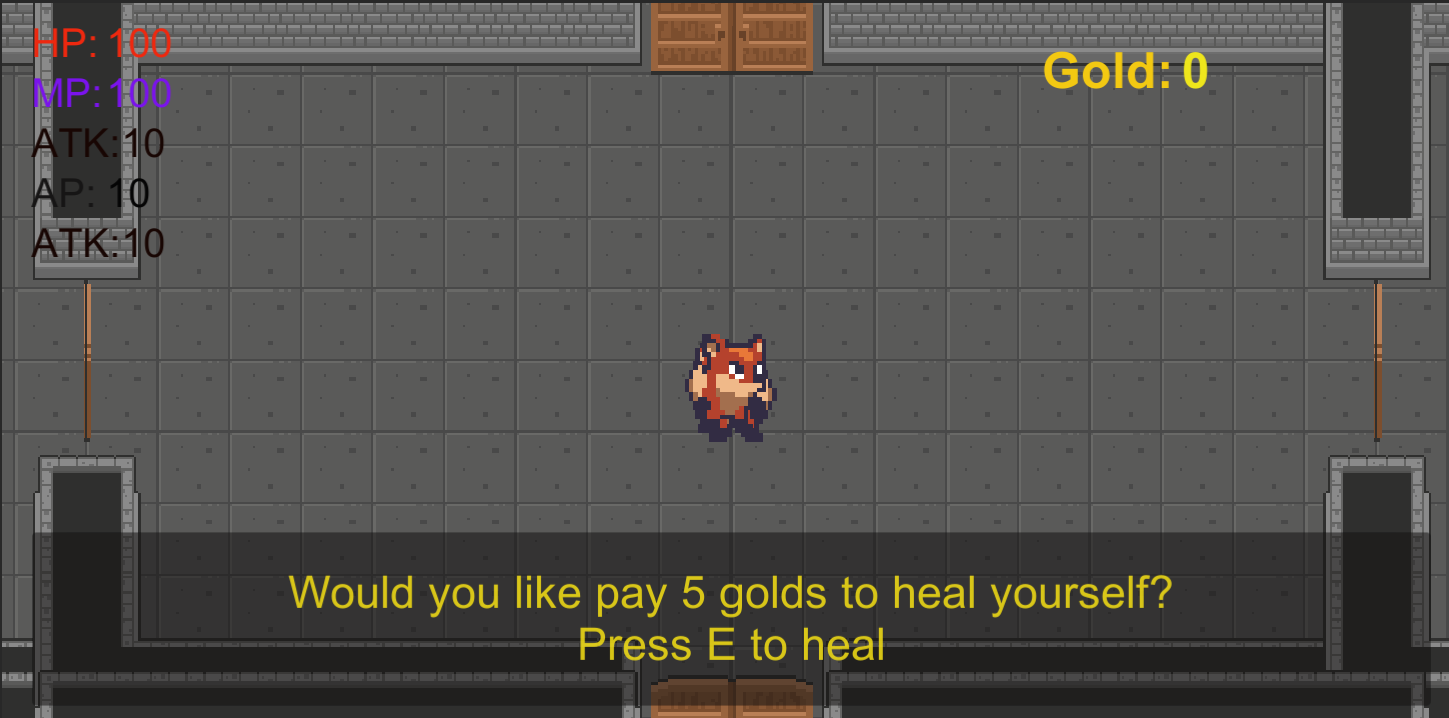 HP: 100
Gold: 0
MP: 100
ATK:10
AP: 10
ATK:10
Would you like pay 5 golds to heal yourself?
Press E to heal